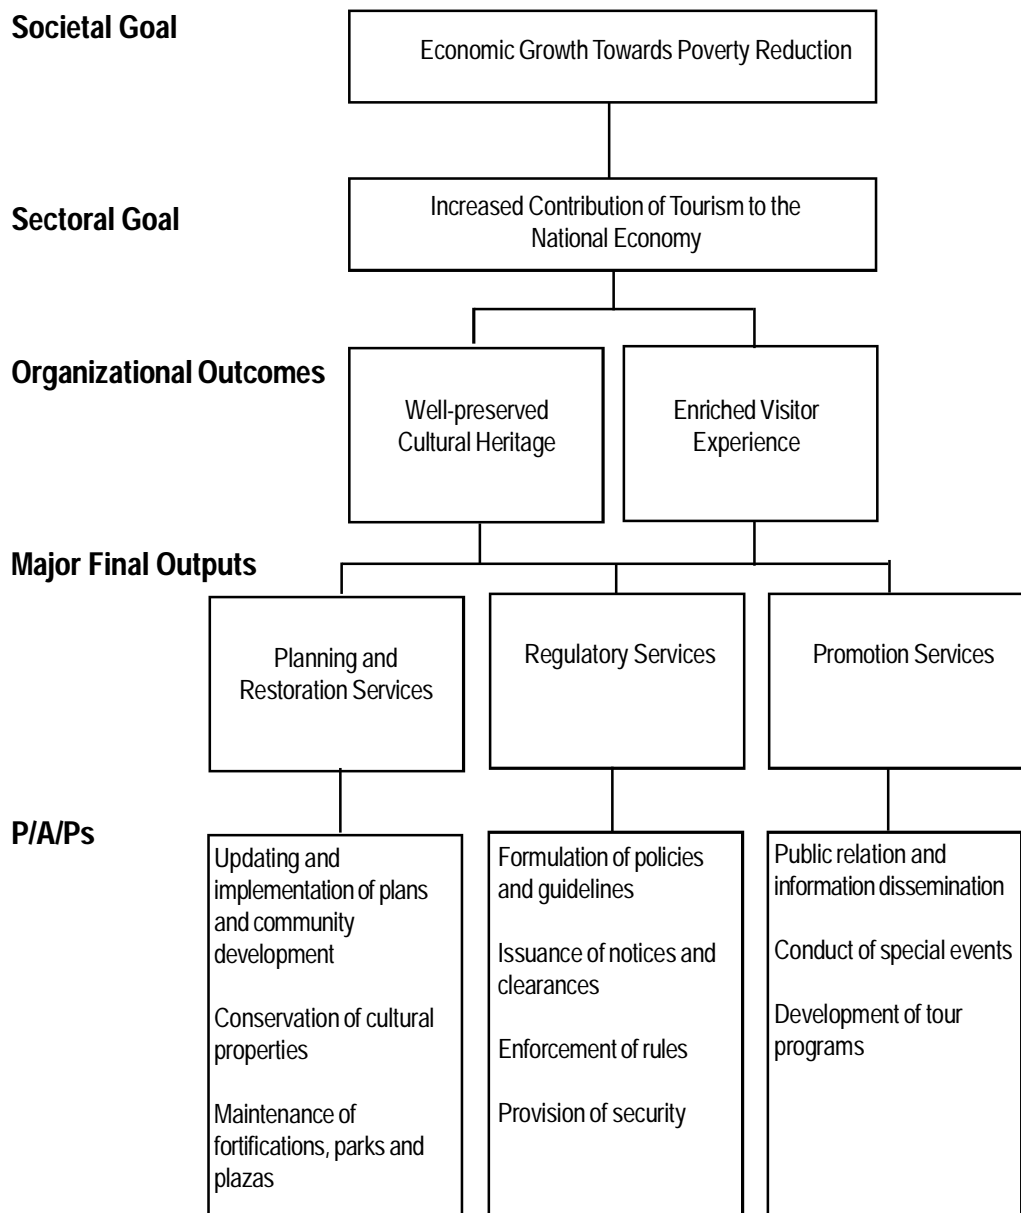 Societal Goal
Economic Growth Towards Poverty Reduction
Sectoral Goal
Increased Contribution of Tourism to the
National Economy
Organizational Outcomes
Well-preserved
Cultural Heritage
Enriched Visitor
Experience
Major Final Outputs
Planning and
Restoration Services
Regulatory Services
Promotion Services
P/A/Ps
Updating and
implementation of plans
and community
development
Conservation of cultural
properties
Maintenance of
fortifications, parks and
plazas
Formulation of policies
and guidelines
Issuance of notices and
clearances
Enforcement of rules
Provision of security
Public relation and
information dissemination
Conduct of special events
Development of tour
programs